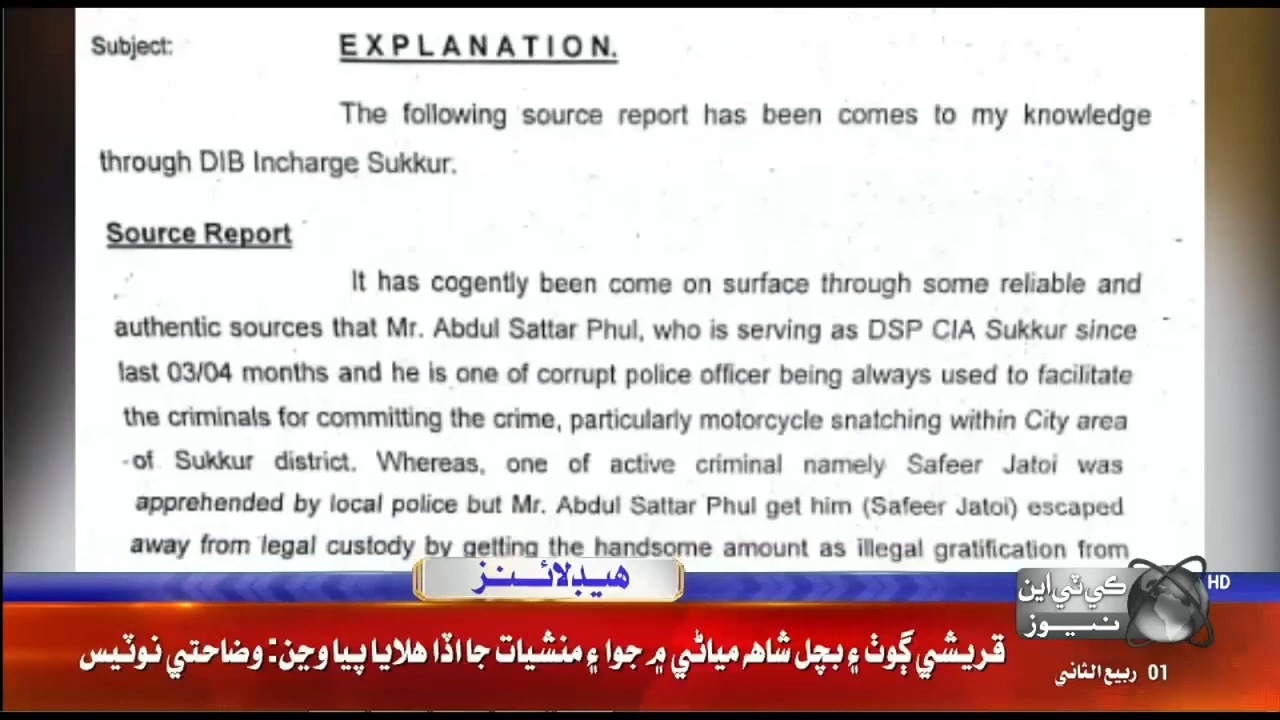 Subject: EXPLANATION.
The following source report has been comes to my knowledge
through DIB Incharge Sukkur.
Source Report
It has cogently been come on surface through some reliable and
authentic sources that Mr. Abdul Sattar Phul, who is serving as DSP CIA Sukkur since
last 03/04 months and he is one of corrupt police officer being always used to facilitate
the criminals for committing the crime, particularly motorcycle snatching within City area
of Sukkur district. Whereas, one of active criminal namely Safeer Jatoi was
apprehended by local police but Mr. Abdul Sattar Phul get him (Safeer Jatoi) escaped
away from legal custody by getting the handsome amount as illegal gratification from
هيڊلائنز
ڪي ٽي اين
نيوز
HD
قريشي ڳوٺ ۽ بچل شاهه مياڻي ۾ جوا ۽ منشيات جا اڏا هلايا پيا وڃن: وضاحتي نوٽيس
01 ربيع الثاني